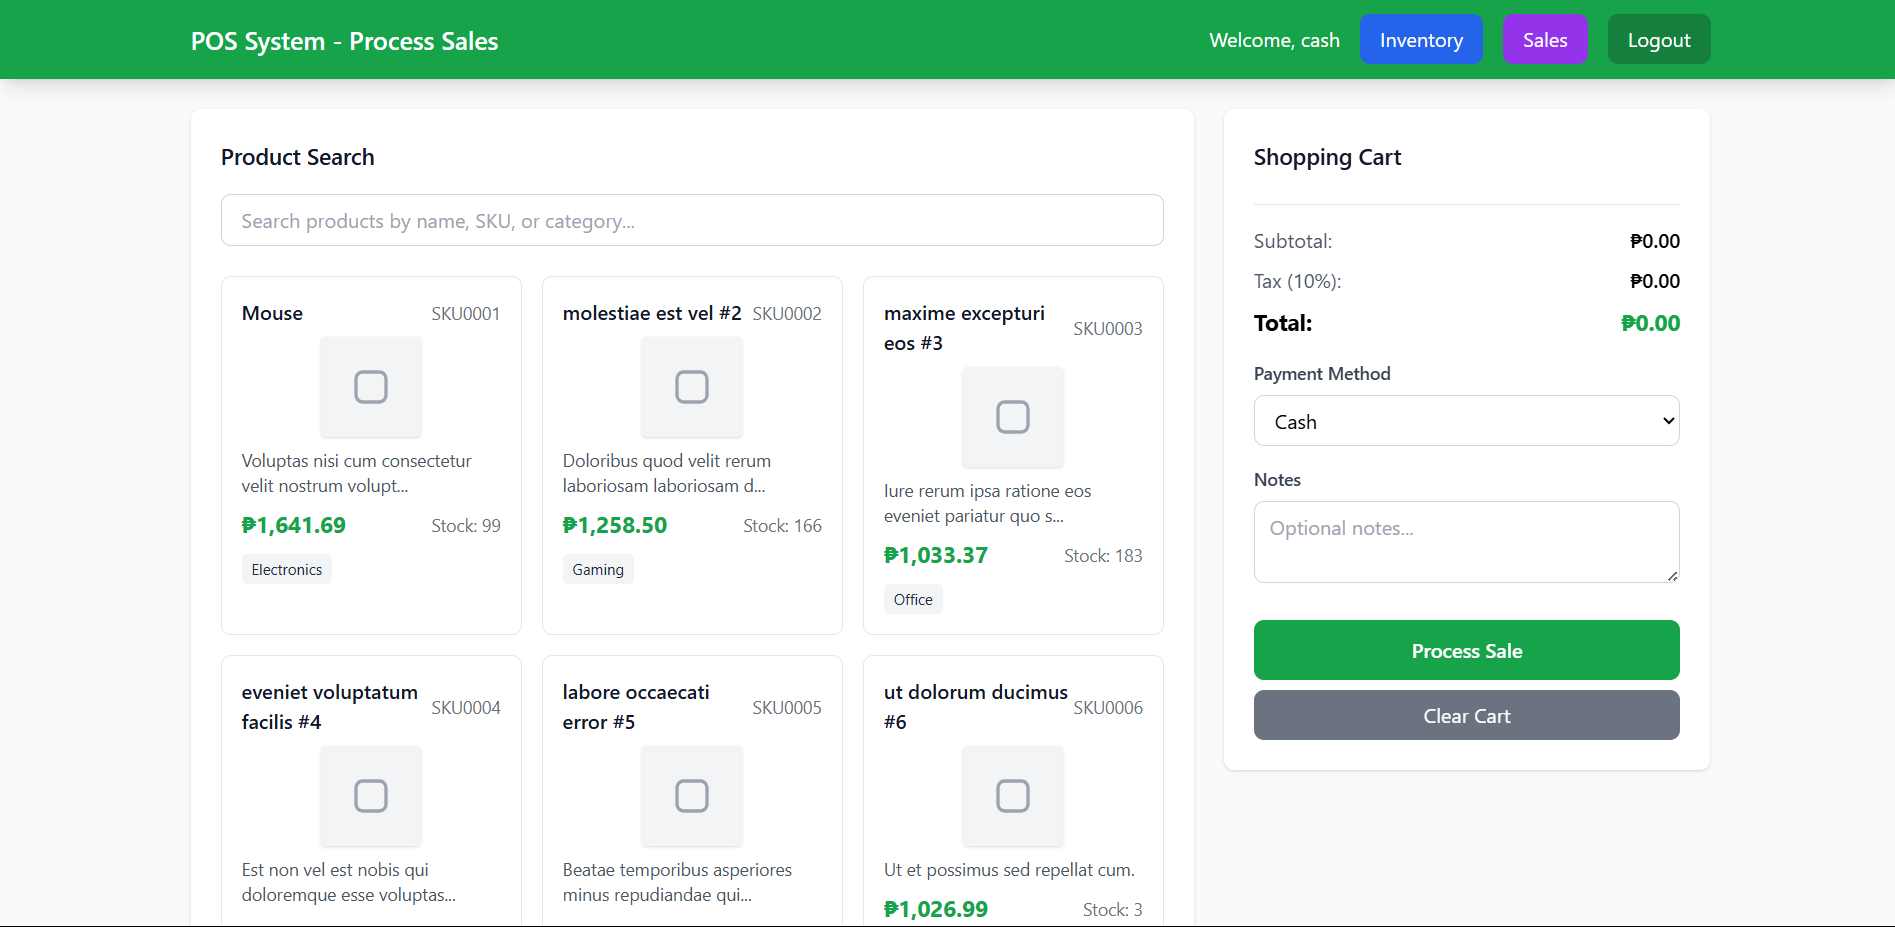 POS System - Process Sales
Welcome, cash
Inventory
Sales
Logout
Product Search
Search products by name, SKU, or category...
Mouse
SKU0001
Voluptas nisi cum consectetur
velit nostrum volupt...
₱1,641.69
Stock: 99
Electronics
molestiae est vel #2
SKU0002
Doloribus quod velit rerum
laboriosam laboriosam d...
₱1,258.50
Stock: 166
Gaming
maxime excepturi
eos #3
SKU0003
Iure rerum ipsa ratione eos
eveniet pariatur quo s...
₱1,033.37
Stock: 183
Office
eveniet voluptatum
facilis #4
SKU0004
Est non vel est nobis qui
doloremque esse voluptas...
labore occaecati
error #5
SKU0005
Beatae temporibus asperiores
minus repudiandae qui...
ut dolorum ducimus
#6
SKU0006
Ut et possimus sed repellat cum.
₱1,026.99
Stock: 3
Shopping Cart
Subtotal:
₱0.00
Tax (10%):
₱0.00
Total:
₱0.00
Payment Method
Cash
Notes
Optional notes...
Process Sale
Clear Cart